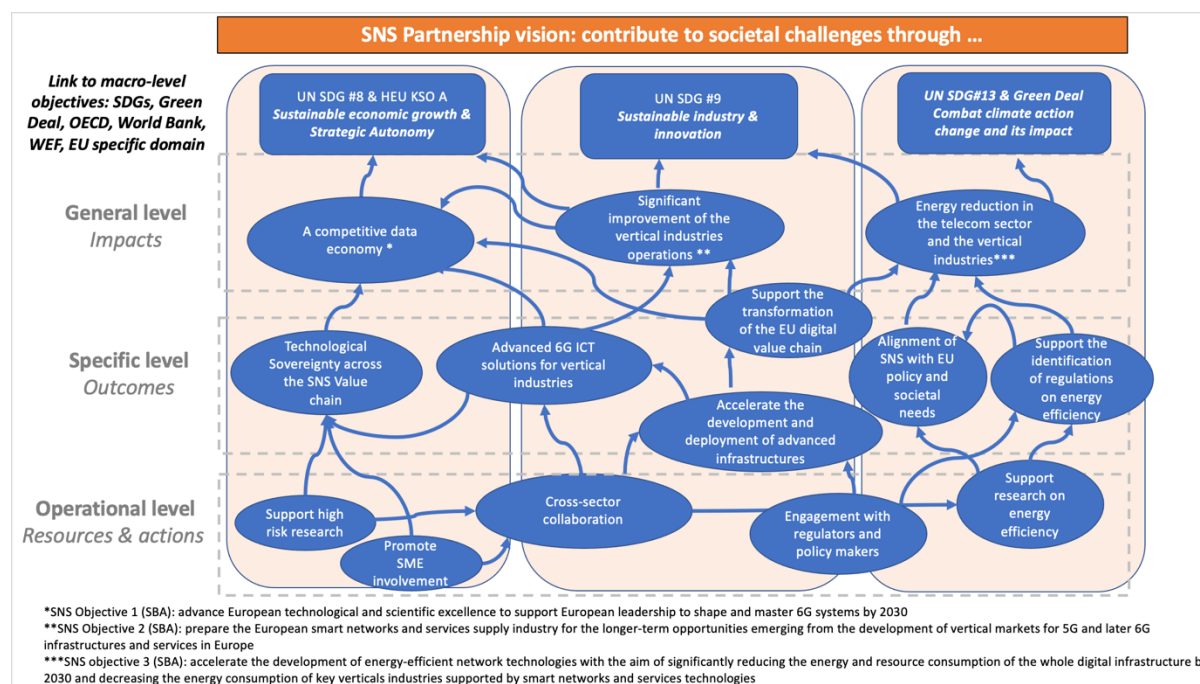 SNS Partnership vision: contribute to societal challenges through ...
Link to macro-level
objectives: SDGs, Green
Deal, OECD, World Bank,
WEF, EU specific domain
UN SDG #8 & HEU KSO A
Sustainable economic growth &
Strategic Autonomy
UN SDG #9
Sustainable industry &
innovation
UN SDG#13 & Green Deal
Combat climate action
change and its impact
General level
Impacts
A competitive data
economy *
Significant
improvement of the
vertical industries
operations **
Energy reduction in
the telecom sector
and the vertical
industries***
Specific level
Outcomes
Technological
Sovereignty across
the SNS Value
chain
Advanced 6G ICT
solutions for vertical
industries
Support the
transformation
of the EU digital
value chain
Accelerate the
development and
deployment of advanced
infrastructures
Alignment of
SNS with EU
policy and
societal
needs
Support the
identification
of regulations
on energy
efficiency
Operational level
Resources & actions
Support high
risk research
Promote
SME
involvement
Cross-sector
collaboration
Engagement with
regulators and
policy makers
Support
research on
energy
efficiency
*SNS Objective 1 (SBA): advance European technological and scientific excellence to support European leadership to shape and master 6G systems by 2030
**SNS Objective 2 (SBA): prepare the European smart networks and services supply industry for the longer-term opportunities emerging from the development of vertical markets for 5G and later 6G
infrastructures and services in Europe
***SNS objective 3 (SBA): accelerate the development of energy-efficient network technologies with the aim of significantly reducing the energy and resource consumption of the whole digital infrastructure b
2030 and decreasing the energy consumption of key verticals industries supported by smart networks and services technologies